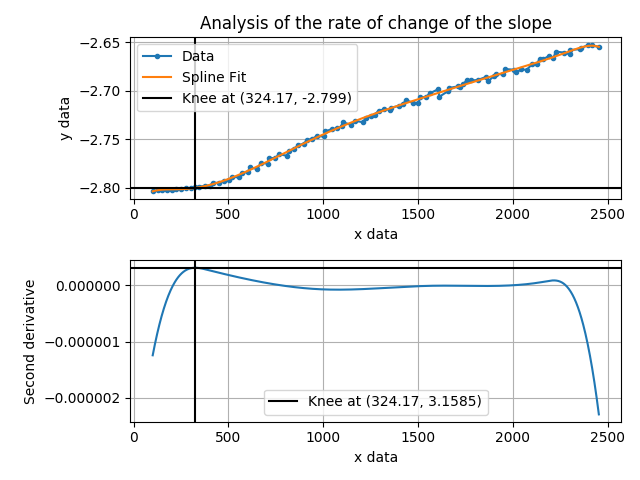 Analysis of the rate of change of the slope
−2.65
−2.70
−2.75
−2.80
y data
Data
Spline Fit
Knee at (324.17, -2.799)
0 500 1000 1500 2000 2500
x data
0.000000
−0.000001
−0.000002
Second derivative
Knee at (324.17, 3.1585)
0 500 1000 1500 2000 2500
x data